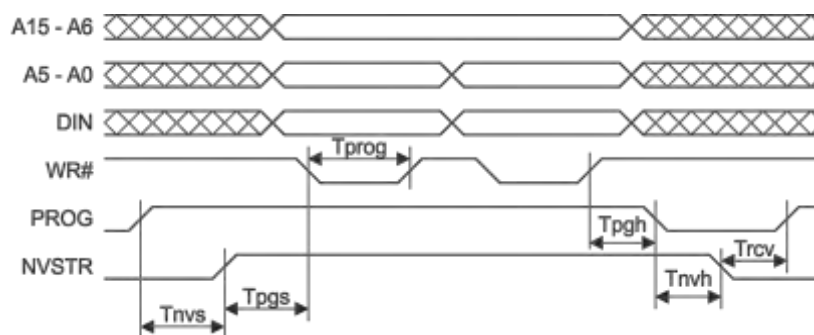 A15 - A6
A5 - A0
DIN
Tprog
WR#
PROG
Tpgh
Trcv
NVSTR
Tpgs
Tnvh
Tnvs